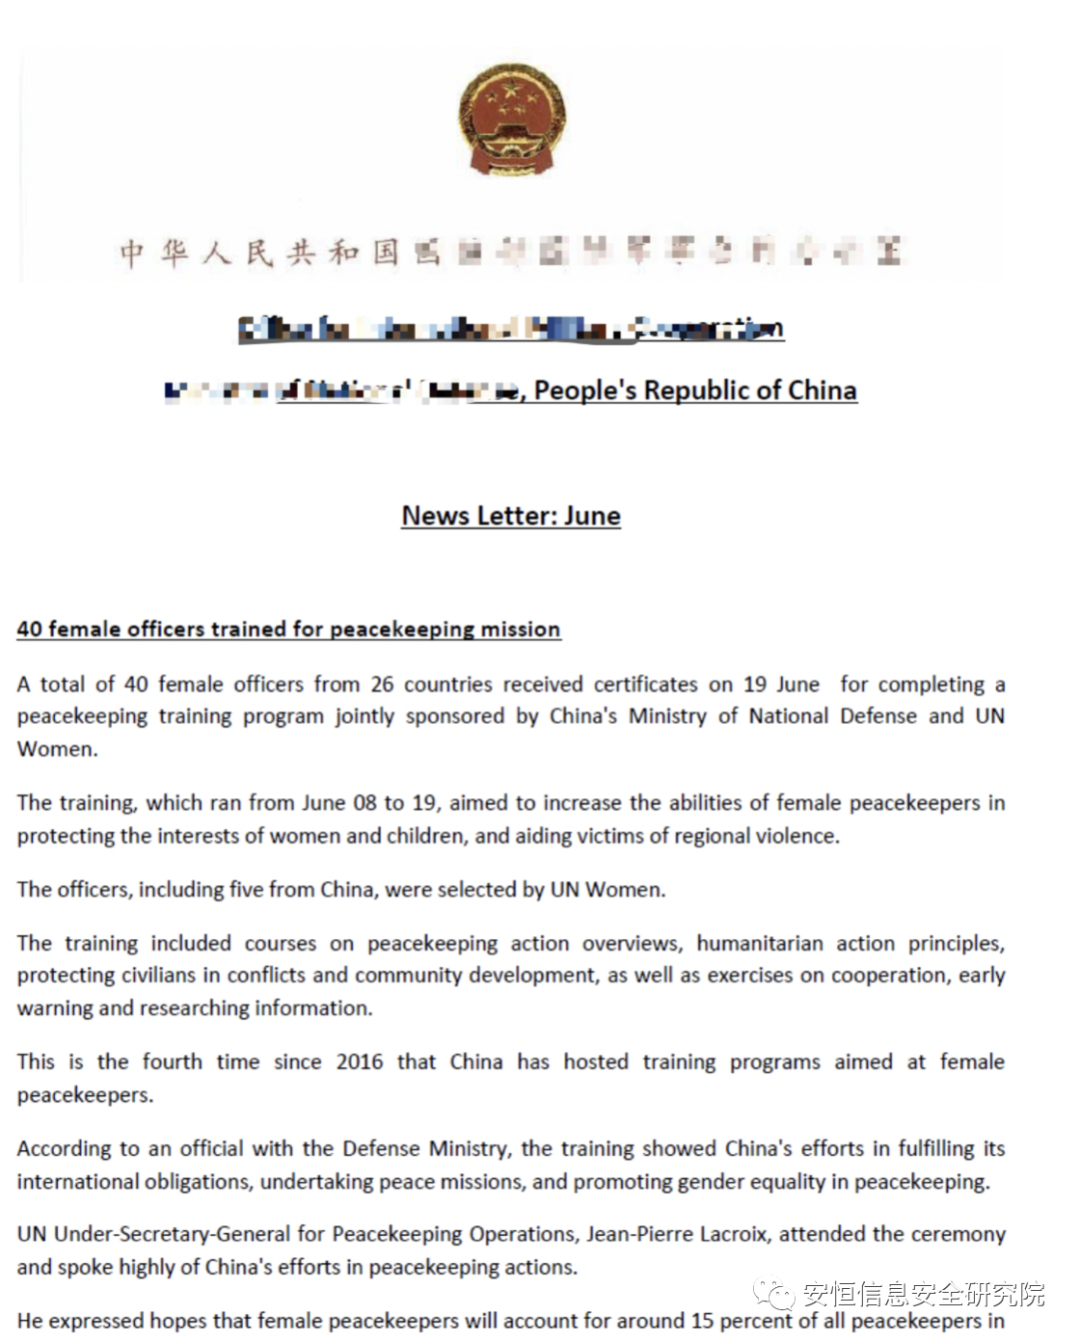 中华人民共和国
of National
, People's Republic of China
News Letter: June
40 female officers trained for peacekeeping mission
A total of 40 female officers from 26 countries received certificates on 19 June for completing a
peacekeeping training program jointly sponsored by China's Ministry of National Defense and UN
Women.
The training, which ran from June 08 to 19, aimed to increase the abilities of female peacekeepers in
protecting the interests of women and children, and aiding victims of regional violence.
The officers, including five from China, were selected by UN Women.
The training included courses on peacekeeping action overviews, humanitarian action principles,
protecting civilians in conflicts and community development, as well as exercises on cooperation, early
warning and researching information.
This is the fourth time since 2016 that China has hosted training programs aimed at female
peacekeepers.
According to an official with the Defense Ministry, the training showed China's efforts in fulfilling its
international obligations, undertaking peace missions, and promoting gender equality in peacekeeping.
UN Under-Secretary-General for Peacekeeping Operations, Jean-Pierre Lacroix, attended the ceremony
and spoke highly of China's efforts in peacekeeping actions.
He expressed hopes that female peacekeepers will account for around 15 percent of all peacekeepers in
安恒信息安全研究院